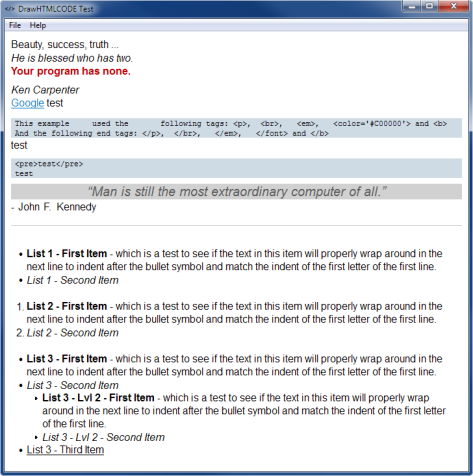 </> DrawHTMLCODE Test
File Help
Beauty, success, truth ...
He is blessed who has two.
Your program has none.
Ken Carpenter
Google test
This example used the following tags: <p>, <br>, <em>, <color='#C00000'> and <b>
And the following end tags: </p>, </br>, </em>, </font> and </b>
test
<pre>test</pre>
test
“Man is still the most extraordinary computer of all.”
- John F. Kennedy
• List 1 - First Item - which is a test to see if the text in this item will properly wrap around in the
next line to indent after the bullet symbol and match the indent of the first letter of the first line.
• List 1 - Second Item
1. List 2 - First Item - which is a test to see if the text in this item will properly wrap around in the
next line to indent after the bullet symbol and match the indent of the first letter of the first line.
2. List 2 - Second Item
• List 3 - First Item - which is a test to see if the text in this item will properly wrap around in the
next line to indent after the bullet symbol and match the indent of the first letter of the first line.
• List 3 - Second Item
‣ List 3 - Lvl 2 - First Item - which is a test to see if the text in this item will properly wrap
around in the next line to indent after the bullet symbol and match the indent of the first letter
of the first line.
‣ List 3 - Lvl 2 - Second Item
• List 3 - Third Item